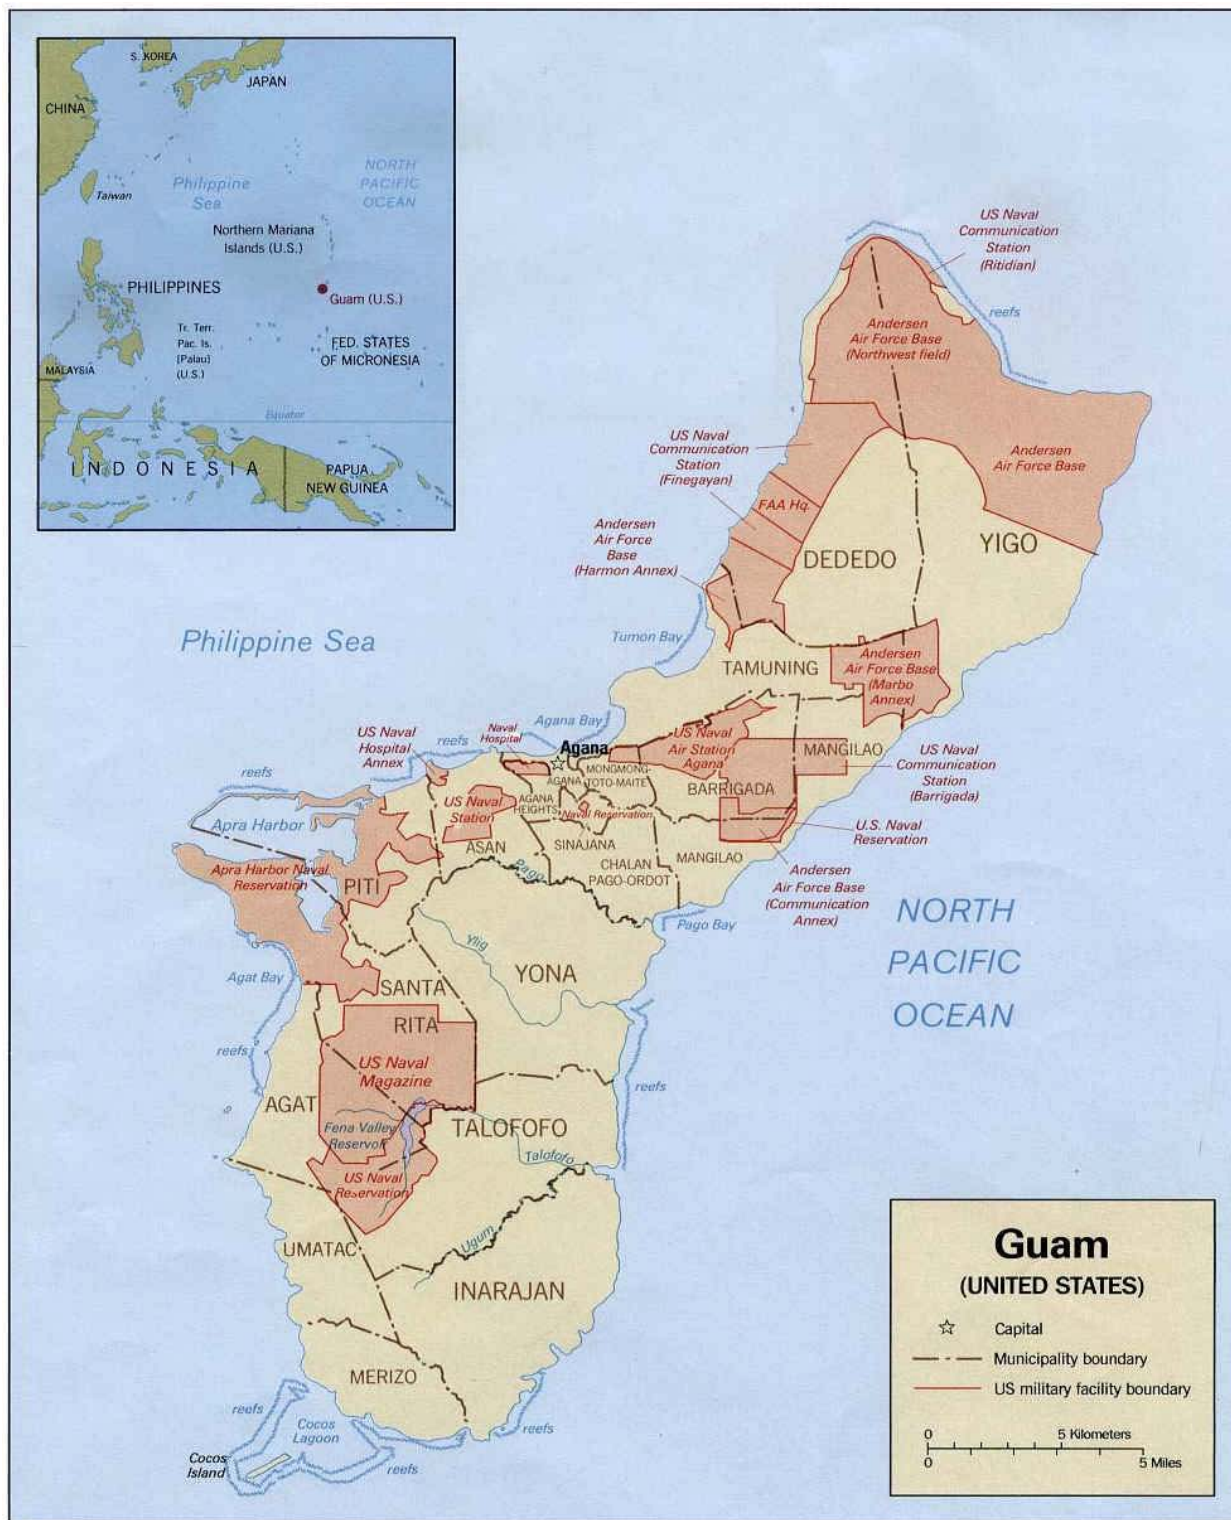 S. KOREA
JAPAN
CHINA
NORTH
PACIFIC
OCEAN
Philippine
Sea
Taiwan
Northern Mariana
Islands (U.S.)
PHILIPPINES
Guam (U.S.)
Tr. Terr.
Pac. Is.
(Palau)
(U.S.)
FED. STATES
OF MICRONESIA
MALAYSIA
Equator
INDONESIA
PAPUA
NEW GUINEA
US Naval
Communication
Station
(Ritidian)
reefs
Andersen
Air Force Base
(Northwest field)
US Naval
Communication
Station
(Finegayan)
Andersen
Air Force Base
FAA Hq.
Andersen
Air Force
Base
(Harmon Annex)
DEDEDO
YIGO
Philippine Sea
Tumon Bay
TAMUNING
Andersen
Air Force Base
(Marbo
Annex)
Agana Bay
US Naval
Hospital
Annex
reefs
Naval
Hospital
Agana
US Naval
Air Station
Agana
MANGILAO
US Naval
Communication
Station
(Barrigada)
reefs
AGANA
MONGMONG-
TOTO-MAITE
BARRIGADA
US Naval
Station
AGANA
HEIGHTS
Naval Reservation
Apra Harbor
U.S. Naval
Reservation
ASAN
SINAJANA
MANGILAO
CHALAN
PAGO-ORDOT
Apra Harbor Naval
Reservation
PITI
Pago
Andersen
Air Force Base
(Communication
Annex)
Pago Bay
NORTH
PACIFIC
OCEAN
Ylig
YONA
Agat Bay
SANTA
RITA
reefs
US Naval
Magazine
reefs
AGAT
Fena Valley
Reservoir
TALOFOFO
Talofofo
US Naval
Reservation
Ugum
UMATAC
INARAJAN
MERIZO
reefs
Cocos
Lagoon
reefs
Cocos
Island
reefs
Guam
(UNITED STATES)
Capital
Municipality boundary
US military facility boundary
0 5 Kilometers
0 5 Miles